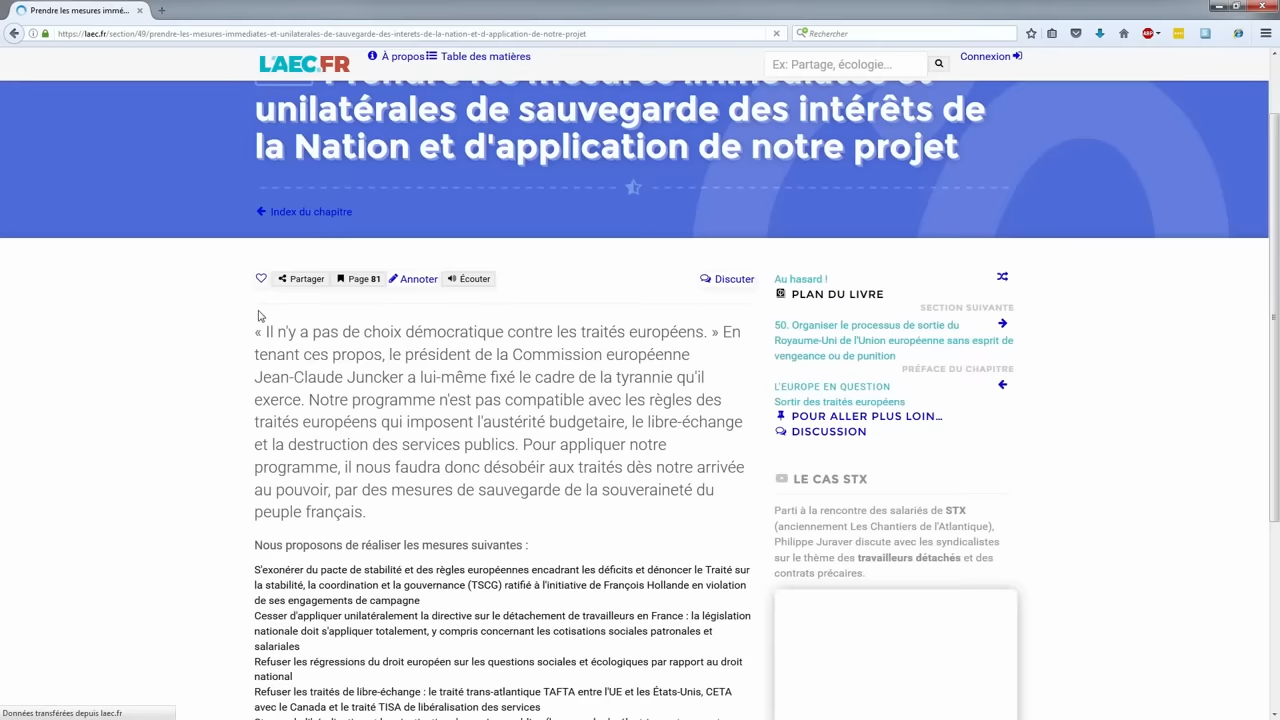 Prendre les mesures immé...
https://laec.fr/section/49/prendre-les-mesures-immediates-et-unilaterales-de-sauvegarde-des-interets-de-la-nation-et-d-application-de-notre-projet
Rechercher
L'AEC.FR
À propos
Table des matières
Ex: Partage, écologie...
Connexion
Prendre les mesures immédiates et
unilatérales de sauvegarde des intérêts de
la Nation et d'application de notre projet
Index du chapitre
Partager
Page 81
Annoter
Écouter
Discuter
« Il n'y a pas de choix démocratique contre les traités européens. » En
tenant ces propos, le président de la Commission européenne
Jean-Claude Juncker a lui-même fixé le cadre de la tyrannie qu'il
exerce. Notre programme n'est pas compatible avec les règles des
traités européens qui imposent l'austérité budgetaire, le libre-échange
et la destruction des services publics. Pour appliquer notre
programme, il nous faudra donc désobéir aux traités dès notre arrivée
au pouvoir, par des mesures de sauvegarde de la souveraineté du
peuple français.
Nous proposons de réaliser les mesures suivantes :
S'exonérer du pacte de stabilité et des règles européennes encadrant les déficits et dénoncer le Traité sur
la stabilité, la coordination et la gouvernance (TSCG) ratifié à l'initiative de François Hollande en violation
de ses engagements de campagne
Cesser d'appliquer unilatéralement la directive sur le détachement de travailleurs en France : la législation
nationale doit s'appliquer totalement, y compris concernant les cotisations sociales patronales et
salariales
Refuser les régressions du droit européen sur les questions sociales et écologiques par rapport au droit
national
Refuser les traités de libre-échange : le traité trans-atlantique TAFTA entre l'UE et les États-Unis, CETA
avec le Canada et le traité TISA de libéralisation des services
Au hasard !
PLAN DU LIVRE
SECTION SUIVANTE
50. Organiser le processus de sortie du
Royaume-Uni de l'Union européenne sans esprit de
vengeance ou de punition
PRÉFACE DU CHAPITRE
L'EUROPE EN QUESTION
Sortir des traités européens
POUR ALLER PLUS LOIN...
DISCUSSION
LE CAS STX
Parti à la rencontre des salariés de STX
(anciennement Les Chantiers de l'Atlantique),
Philippe Juraver discute avec les syndicalistes
sur le thème des travailleurs détachés et des
contrats précaires.
Données transférées depuis laec.fr